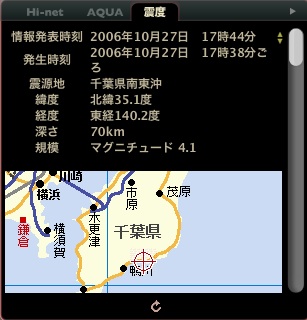 Hi-net AQUA 震度
情報発表時刻 2006年10月27日 17時44分
発生時刻 2006年10月27日 17時38分ごろ
震源地 千葉県南東沖
緯度 北緯35.1度
経度 東経140.2度
深さ 70km
規模 マグニチュード 4.1
川崎
横浜
市原
茂原
木更津
鎌倉
横須賀
千葉県
鴨川